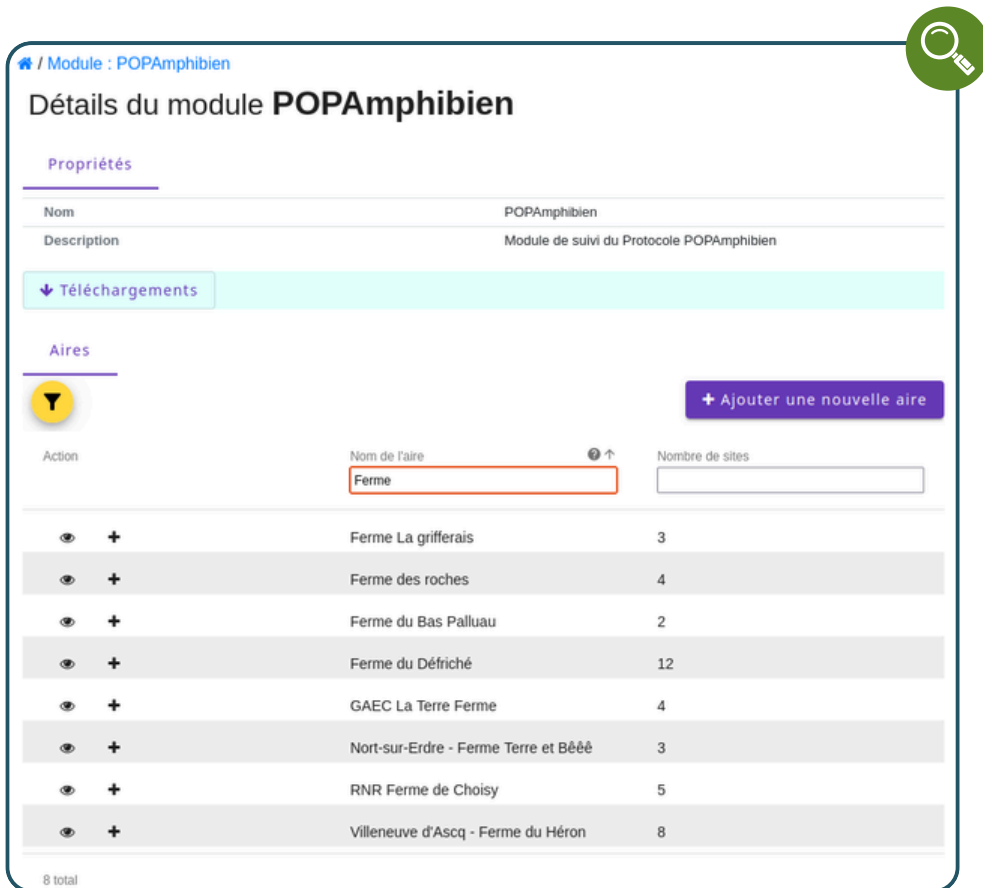 / Module : POPAmphibien
Détails du module POPAmphibien
Propriétés
Nom POPAmphibien
Description Module de suivi du Protocole POPAmphibien
Téléchargements
Aires
+ Ajouter une nouvelle aire
Action Nom de l'aire Nombre de sites
Ferme
Ferme La grifferais 3
Ferme des roches 4
Ferme du Bas Palluau 2
Ferme du Défriché 12
GAEC La Terre Ferme 4
Nort-sur-Erdre - Ferme Terre et Bêêê 3
RNR Ferme de Choisy 5
Villeneuve d'Ascq - Ferme du Héron 8
8 total